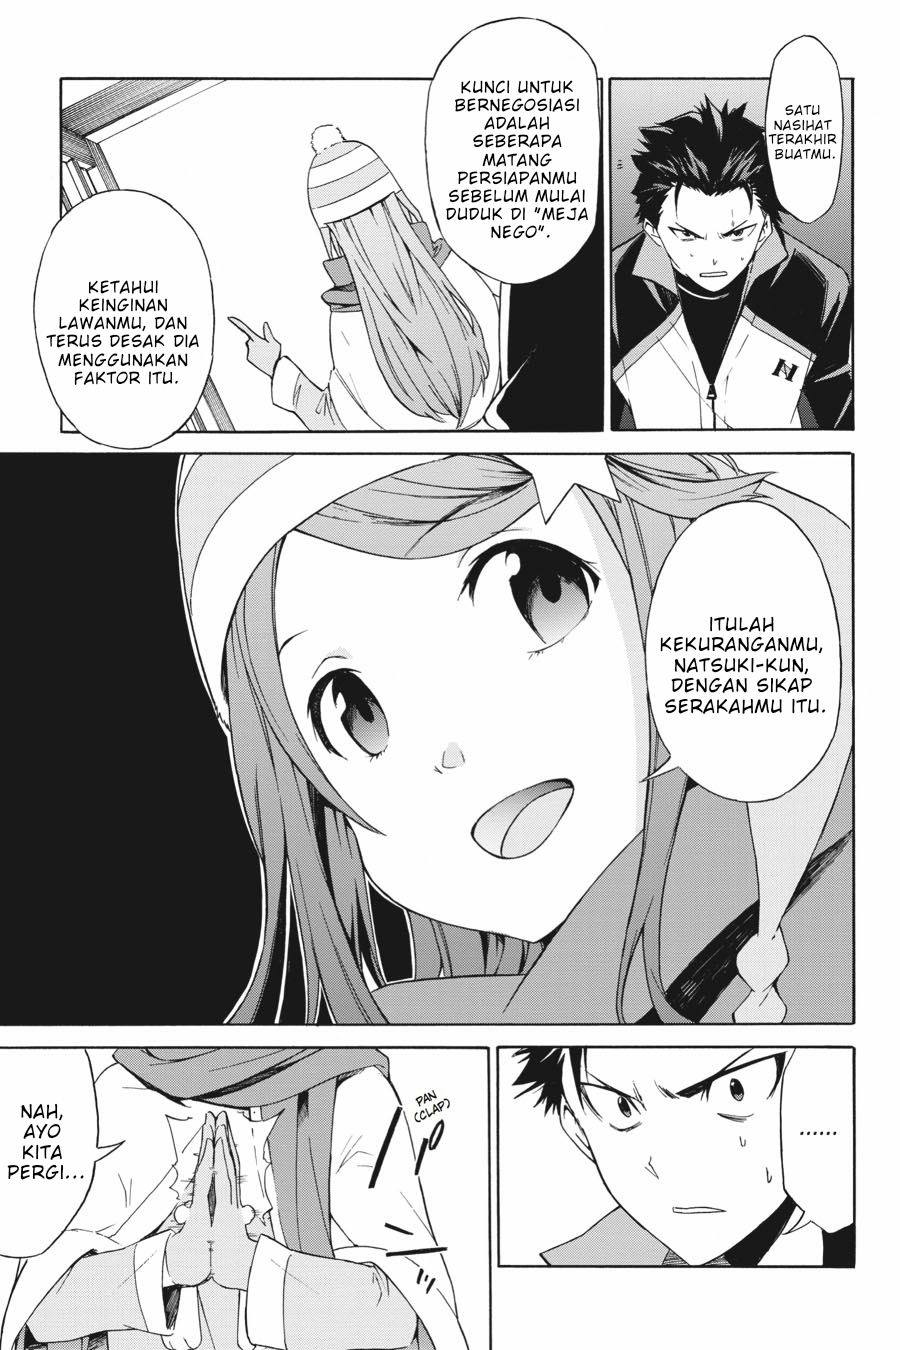 SATU
NASIHAT
TERAKHIR
BUATMU.
KUNCI UNTUK
BERNEGOSIASI
ADALAH
SEBERAPA
MATANG
PERSIAPANMU
SEBELUM MULAI
DUDUK DI "MEJA
NEGO".
KETAHUI
KEINGINAN
LAWANMU, DAN
TERUS DESAK DIA
MENGGUNAKAN
FAKTOR ITU.
ITULAH
KEKURANGANMU,
NATSUKI-KUN,
DENGAN SIKAP
SERAKAHMU ITU.
......
PAN
(CLAP)
NAH,
AYO
KITA
PERGI...